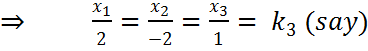 ⇒ x₁/2 = x₂/−2 = x₃/1 = k₃ (say)